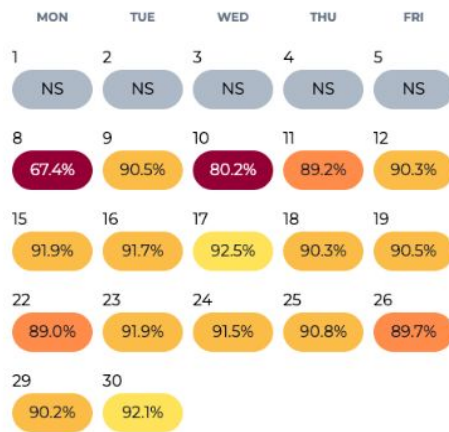 MON TUE WED THU FRI
1 2 3 4 5
NS NS NS NS NS
8 9 10 11 12
67.4% 90.5% 80.2% 89.2% 90.3%
15 16 17 18 19
91.9% 91.7% 92.5% 90.3% 90.5%
22 23 24 25 26
89.0% 91.9% 91.5% 90.8% 89.7%
29 30
90.2% 92.1%